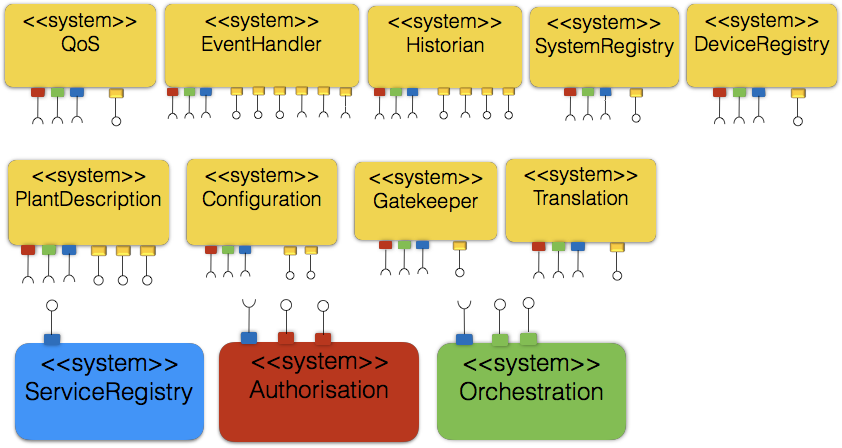 <<system>>
QoS
<<system>>
EventHandler
<<system>>
Historian
<<system>>
SystemRegistry
<<system>>
DeviceRegistry
<<system>>
PlantDescription
<<system>>
Configuration
<<system>>
Gatekeeper
<<system>>
Translation
<<system>>
ServiceRegistry
<<system>>
Authorisation
<<system>>
Orchestration